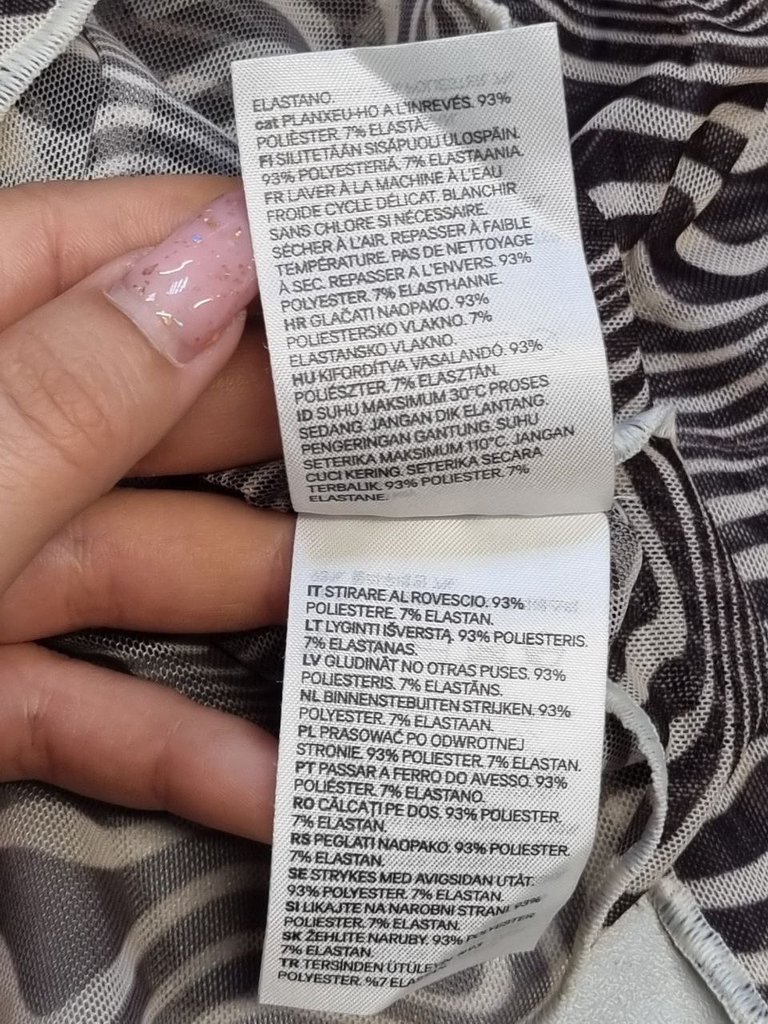 ELASTANO.
cat PLANXEU-HO A L'INREVÉS. 93%
POLIÈSTER. 7% ELASTÀ.
FI SILITETÄÄN SISÄPUOLI ULOSPÄIN.
93% POLYESTERIÄ, 7% ELASTAANIA.
FR LAVER À LA MACHINE À L'EAU
FROIDE CYCLE DÉLICAT. BLANCHIR
SANS CHLORE SI NÉCESSAIRE.
SÉCHER À L'AIR. REPASSER À FAIBLE
TEMPÉRATURE. PAS DE NETTOYAGE
À SEC. REPASSER A L'ENVERS. 93%
POLYESTER. 7% ELASTHANNE.
HR GLAČATI NAOPAKO. 93%
POLIESTERSKO VLAKNO. 7%
ELASTANSKO VLAKNO.
HU KIFORDÍTVA VASALANDÓ. 93%
POLIÉSZTER. 7% ELASZTÁN.
ID SUHU MAKSIMUM 30°C PROSES
SEDANG. JANGAN DIK ELANTANG.
PENGERINGAN GANTUNG. SUHU
SETERIKA MAKSIMUM 110°C. JANGAN
CUCI KERING. SETERIKA SECARA
TERBALIK. 93% POLIESTER. 7%
ELASTANE.
IT STIRARE AL ROVESCIO. 93%
POLIESTERE. 7% ELASTAN.
LT LYGINTI IŠVERSTĄ. 93% POLIESTERIS.
7% ELASTANAS.
LV GLUDINĀT NO OTRAS PUSES. 93%
POLIESTERIS. 7% ELASTĀNS.
NL BINNENSTEBUITEN STRIJKEN. 93%
POLYESTER. 7% ELASTAAN.
PL PRASOWAĆ PO ODWROTNEJ
STRONIE. 93% POLIESTER. 7% ELASTAN.
PT PASSAR A FERRO DO AVESSO. 93%
POLIÉSTER. 7% ELASTANO.
RO CĂLCAȚI PE DOS. 93% POLIESTER.
7% ELASTAN.
RS PEGLATI NAOPAKO. 93% POLIESTER.
7% ELASTAN.
SE STRYKES MED AVIGSIDAN UTÅT.
93% POLYESTER. 7% ELASTAN.
SI LIKAJTE NA NAROBNI STRANI. 93%
POLIESTER. 7% ELASTAN.
SK ŽEHLITE NARUBY. 93% POLYESTER
7% ELASTAN.
TR TERSİNDEN ÜTÜLEYİN.
POLYESTER. %7